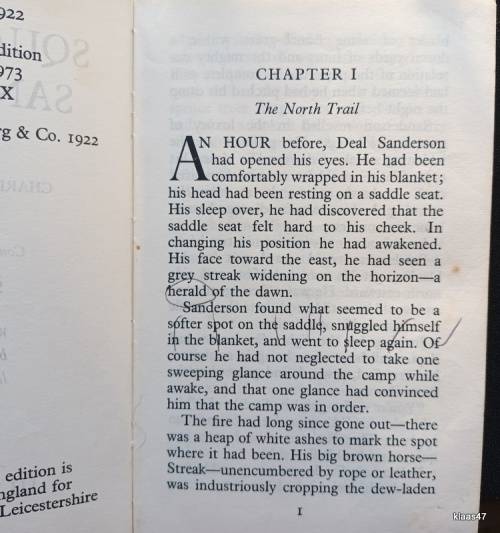 1922
dition
1973
X
rg & Co. 1922
edition is
ngland for
Leicestershire
CHAPTER I
The North Trail
AN HOUR before, Deal Sanderson
had opened his eyes. He had been
comfortably wrapped in his blanket;
his head had been resting on a saddle seat.
His sleep over, he had discovered that the
saddle seat felt hard to his cheek. In
changing his position he had awakened.
His face toward the east, he had seen a
grey streak widening on the horizon—a
herald of the dawn.
Sanderson found what seemed to be a
softer spot on the saddle, snuggled himself
in the blanket, and went to sleep again. Of
course he had not neglected to take one
sweeping glance around the camp while
awake, and that one glance had convinced
him that the camp was in order.
The fire had long since gone out—there
was a heap of white ashes to mark the spot
where it had been. His big brown horse—
Streak—unencumbered by rope or leather,
was industriously cropping the dew-laden
1
klaas47